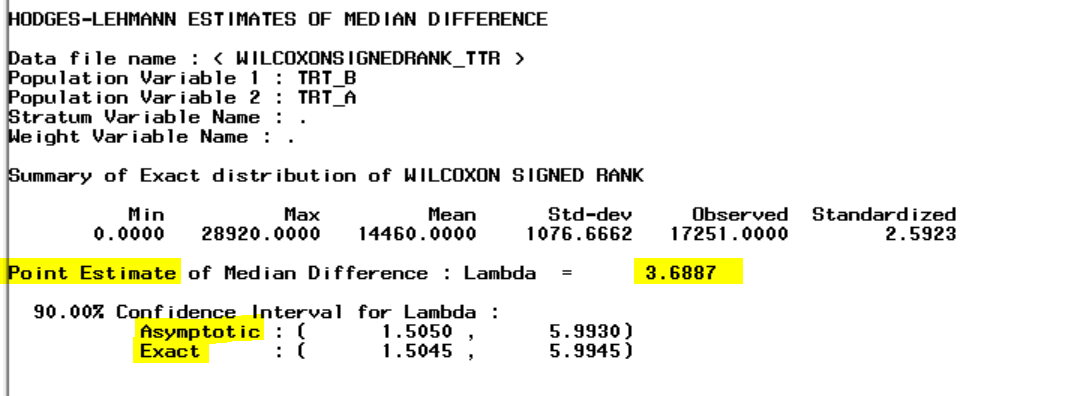 HODGES-LEHMANN ESTIMATES OF MEDIAN DIFFERENCE
Data file name : < WILCOXONSIGNEDRANK_TTR >
Population Variable 1 : TRT_B
Population Variable 2 : TRT_A
Stratum Variable Name : .
Weight Variable Name : .
Summary of Exact distribution of WILCOXON SIGNED RANK
Min Max Mean Std-dev Observed Standardized
0.0000 28920.0000 14460.0000 1076.6662 17251.0000 2.5923
Point Estimate of Median Difference : Lambda = 3.6887
90.00% Confidence Interval for Lambda :
Asymptotic : ( 1.5050 , 5.9930)
Exact : ( 1.5045 , 5.9945)